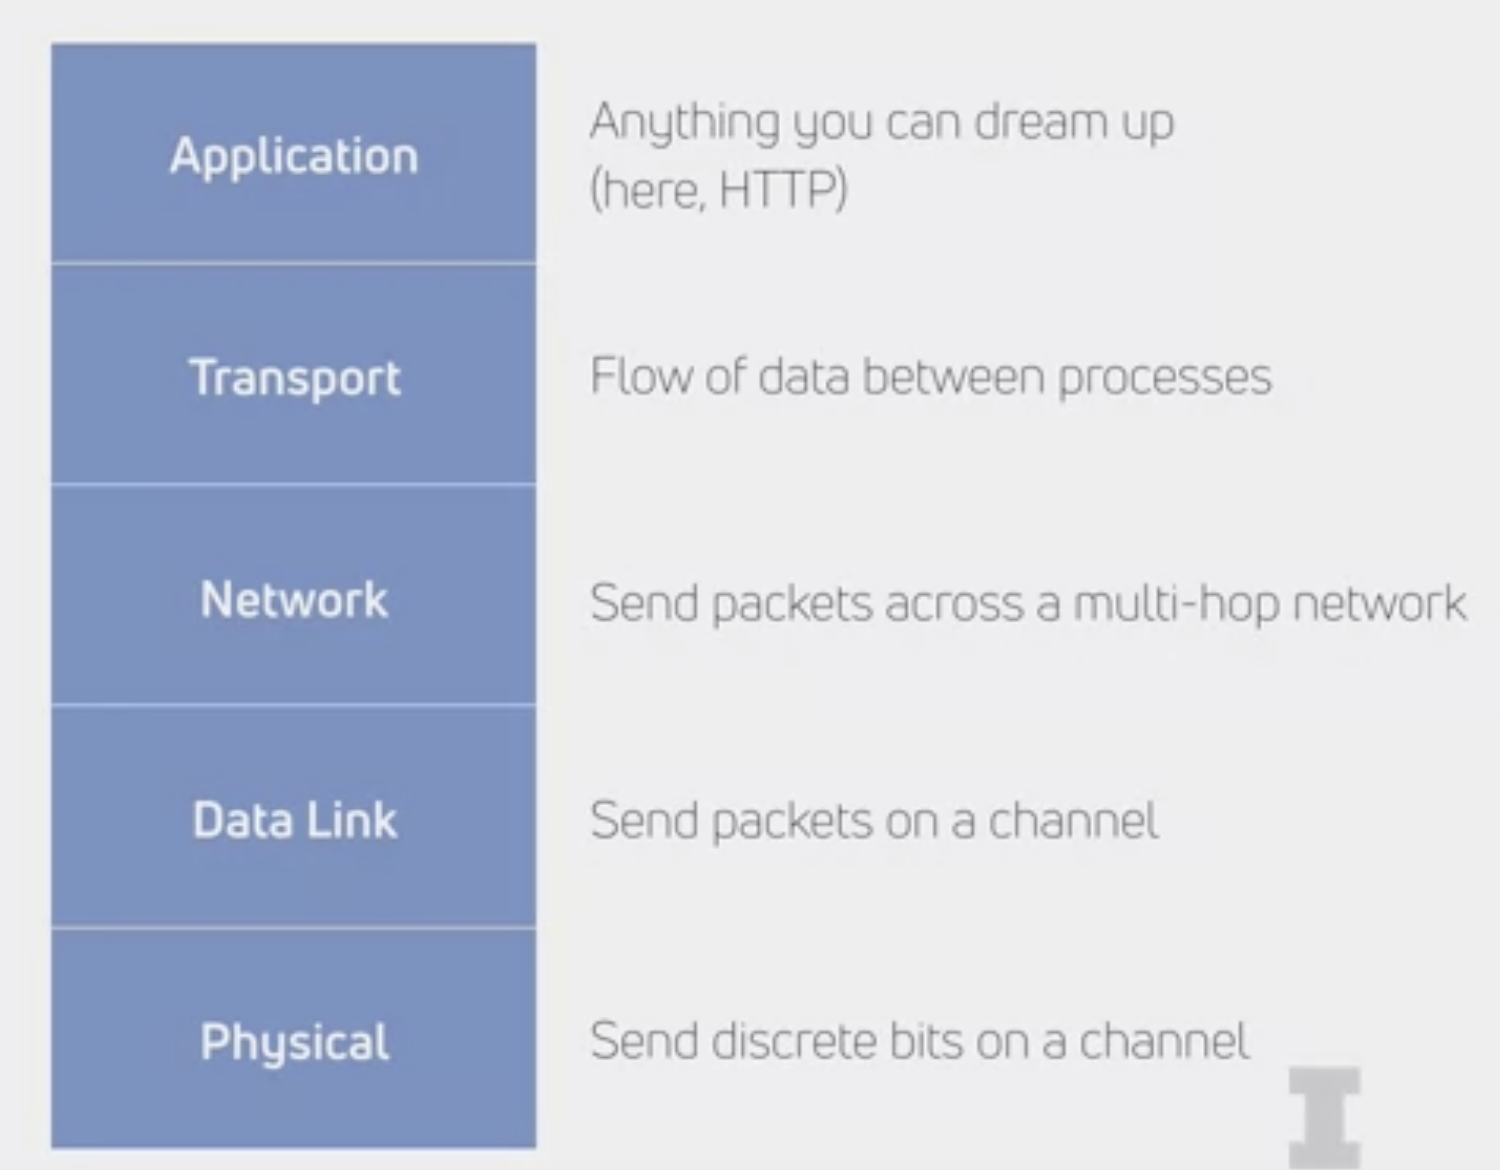 Application
Anything you can dream up
(here, HTTP)
Transport
Flow of data between processes
Network
Send packets across a multi-hop network
Data Link
Send packets on a channel
Physical
Send discrete bits on a channel
I